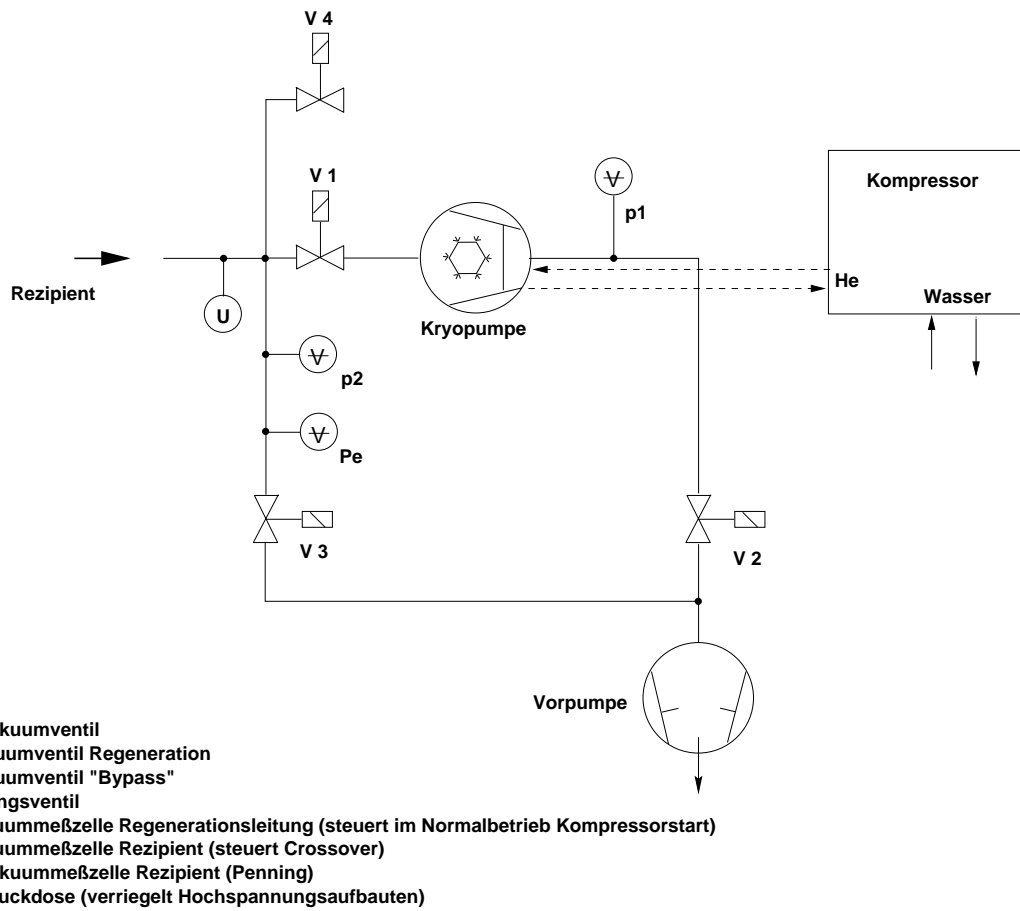 V 4
V 1
p1
Kompressor
Rezipient
U
Kryopumpe
He
Wasser
p2
Pe
V 3
V 2
Vorpumpe
kuumventil
uumventil Regeneration
uumventil "Bypass"
ngsventil
uummeßzelle Regenerationsleitung (steuert im Normalbetrieb Kompressorstart)
uummeßzelle Rezipient (steuert Crossover)
kuummeßzelle Rezipient (Penning)
uckdose (verriegelt Hochspannungsaufbauten)